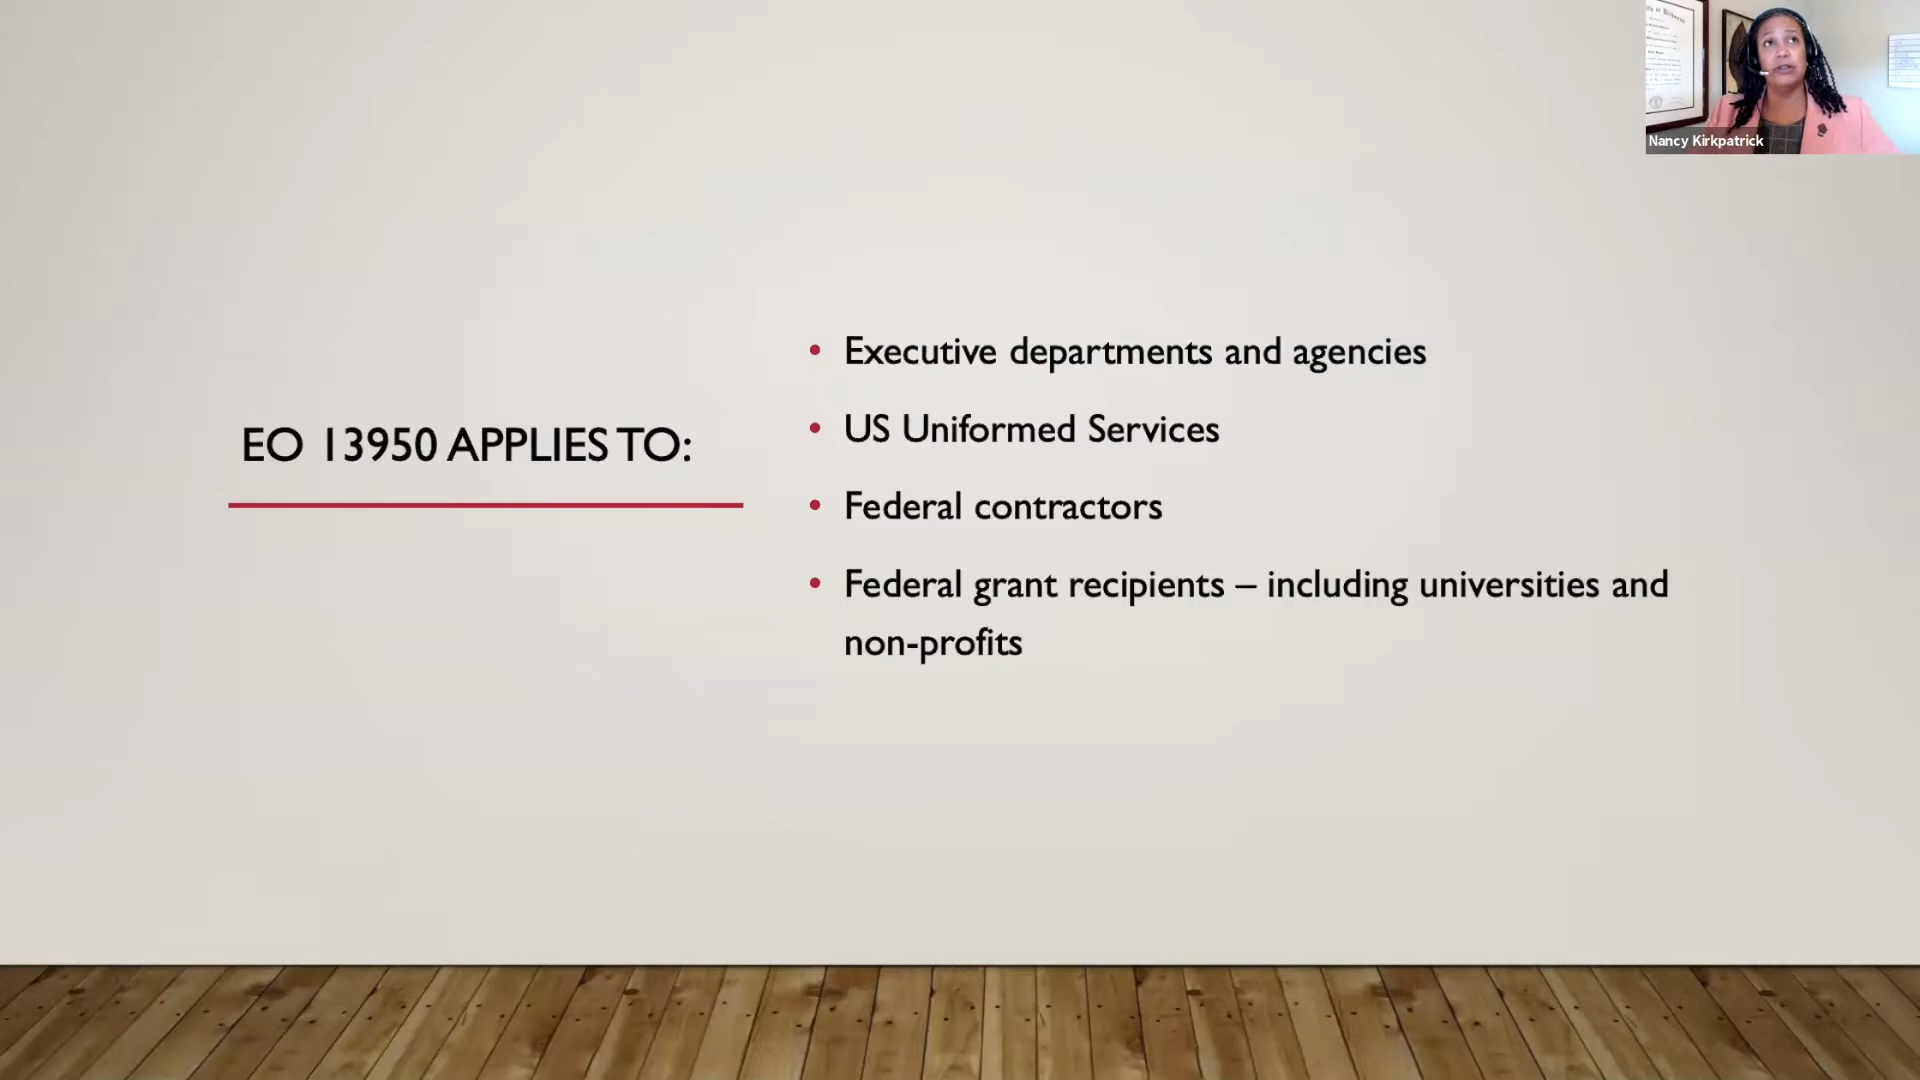 Nancy Kirkpatrick
EO 13950 APPLIES TO:
• Executive departments and agencies
• US Uniformed Services
• Federal contractors
• Federal grant recipients – including universities and
non-profits